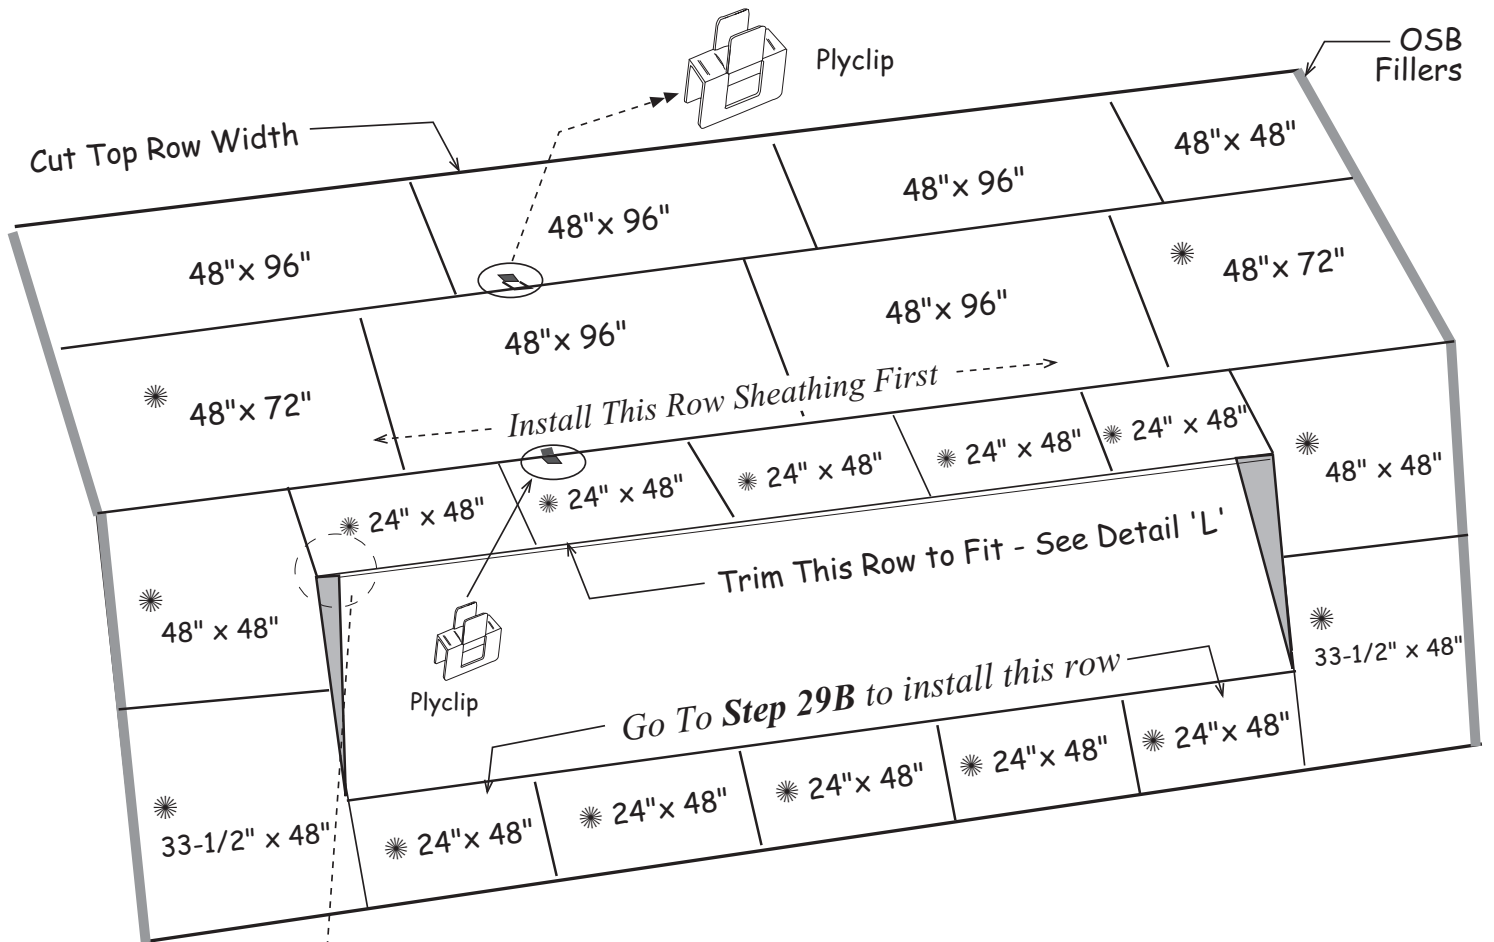 Plyclip
OSB
Fillers
Cut Top Row Width
48"x 96"
48"x 96"
48"x 96"
48"x 48"
48"x 72"
48"x 96"
48"x 96"
48"x 72"
Install This Row Sheathing First
24" x 48"
24" x 48"
24" x 48"
24" x 48"
24" x 48"
48" x 48"
48" x 48"
Trim This Row to Fit - See Detail 'L'
Plyclip
33-1/2" x 48"
Go To Step 29B to install this row
33-1/2" x 48"
24"x 48"
24"x 48"
24"x 48"
24"x 48"
24"x 48"